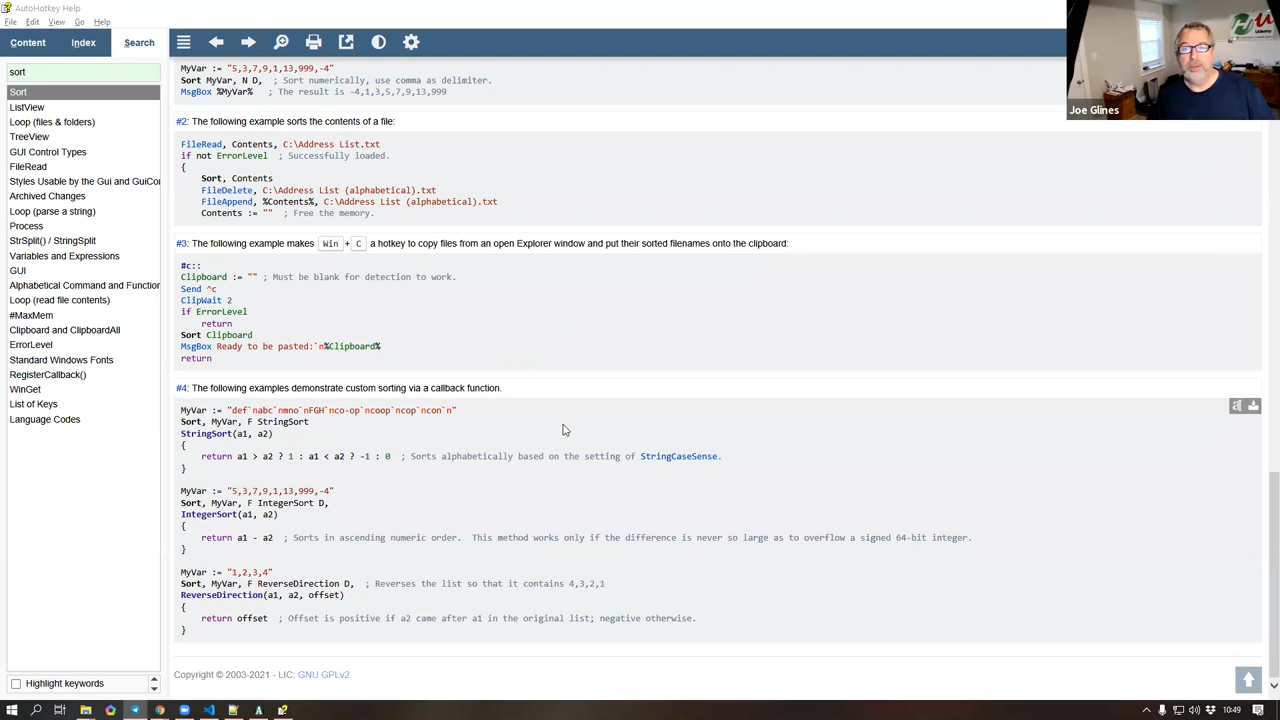 AutoHotkey Help
File Edit View Go Help
Content Index Search
sort
Sort
ListView
Loop (files & folders)
TreeView
GUI Control Types
FileRead
Styles Usable by the Gui and GuiCon
Archived Changes
Loop (parse a string)
Process
StrSplit() / StringSplit
Variables and Expressions
GUI
Alphabetical Command and Function
Loop (read file contents)
#MaxMem
Clipboard and ClipboardAll
ErrorLevel
Standard Windows Fonts
RegisterCallback()
WinGet
List of Keys
Language Codes
Highlight keywords
MyVar := "5,3,7,9,1,13,999,-4"
Sort MyVar, N D, ; Sort numerically, use comma as delimiter.
MsgBox %MyVar% ; The result is -4,1,3,5,7,9,13,999
#2: The following example sorts the contents of a file:
FileRead, Contents, C:\Address List.txt
if not ErrorLevel ; Successfully loaded.
{
Sort, Contents
FileDelete, C:\Address List (alphabetical).txt
FileAppend, %Contents%, C:\Address List (alphabetical).txt
Contents := "" ; Free the memory.
}
#3: The following example makes Win + C a hotkey to copy files from an open Explorer window and put their sorted filenames onto the clipboard:
#c::
Clipboard := "" ; Must be blank for detection to work.
Send ^c
ClipWait 2
if ErrorLevel
return
Sort Clipboard
MsgBox Ready to be pasted:`n%Clipboard%
return
#4: The following examples demonstrate custom sorting via a callback function.
MyVar := "def`nabc`nmno`nFGH`nco-op`ncoop`ncop`ncon`n"
Sort, MyVar, F StringSort
StringSort(a1, a2)
{
return a1 > a2 ? 1 : a1 < a2 ? -1 : 0 ; Sorts alphabetically based on the setting of StringCaseSense.
}
MyVar := "5,3,7,9,1,13,999,-4"
Sort, MyVar, F IntegerSort D,
IntegerSort(a1, a2)
{
return a1 - a2 ; Sorts in ascending numeric order. This method works only if the difference is never so large as to overflow a signed 64-bit integer.
}
MyVar := "1,2,3,4"
Sort, MyVar, F ReverseDirection D, ; Reverses the list so that it contains 4,3,2,1
ReverseDirection(a1, a2, offset)
{
return offset ; Offset is positive if a2 came after a1 in the original list; negative otherwise.
}
Copyright © 2003-2021 - LIC: GNU GPLv2
Joe Glines
Udemy
10:49